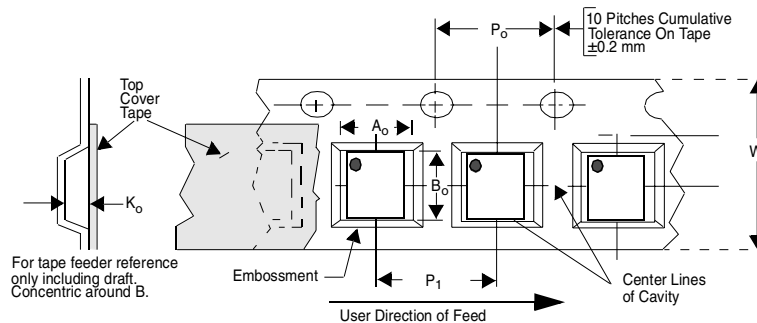 10 Pitches Cumulative
Tolerance On Tape
±0.2 mm
Po
Top
Cover
Tape
Ao
W
Bo
Ko
For tape feeder reference
only including draft.
Concentric around B.
Embossment
P1
Center Lines
of Cavity
User Direction of Feed